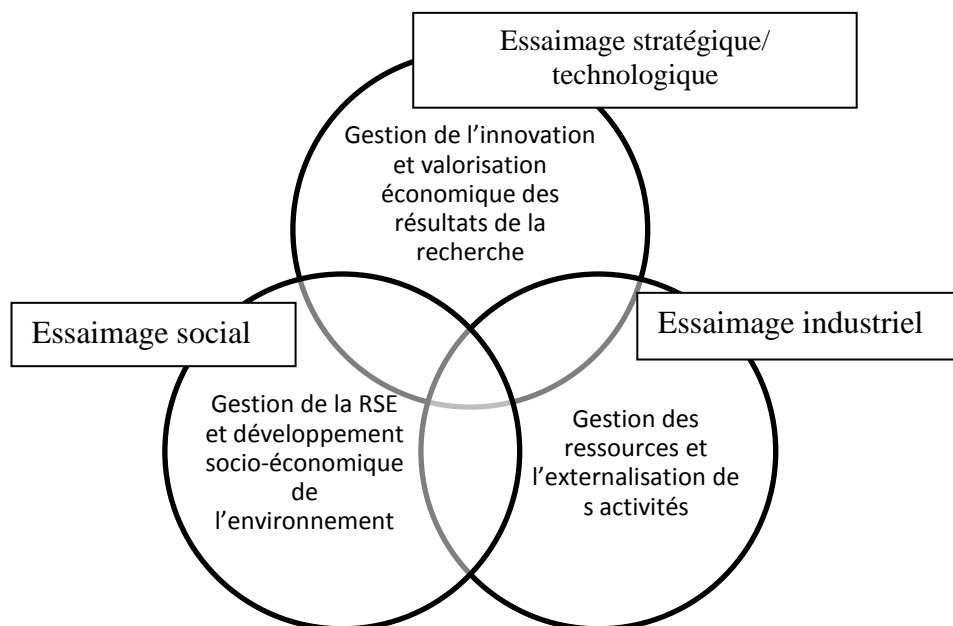 Essaimage stratégique/
technologique
Gestion de l’innovation
et valorisation
économique des
résultats de la
recherche
Essaimage social
Essaimage industriel
Gestion de la RSE
et développement
socio-économique
de
l’environnement
Gestion des
ressources et
l’externalisation de
s activités